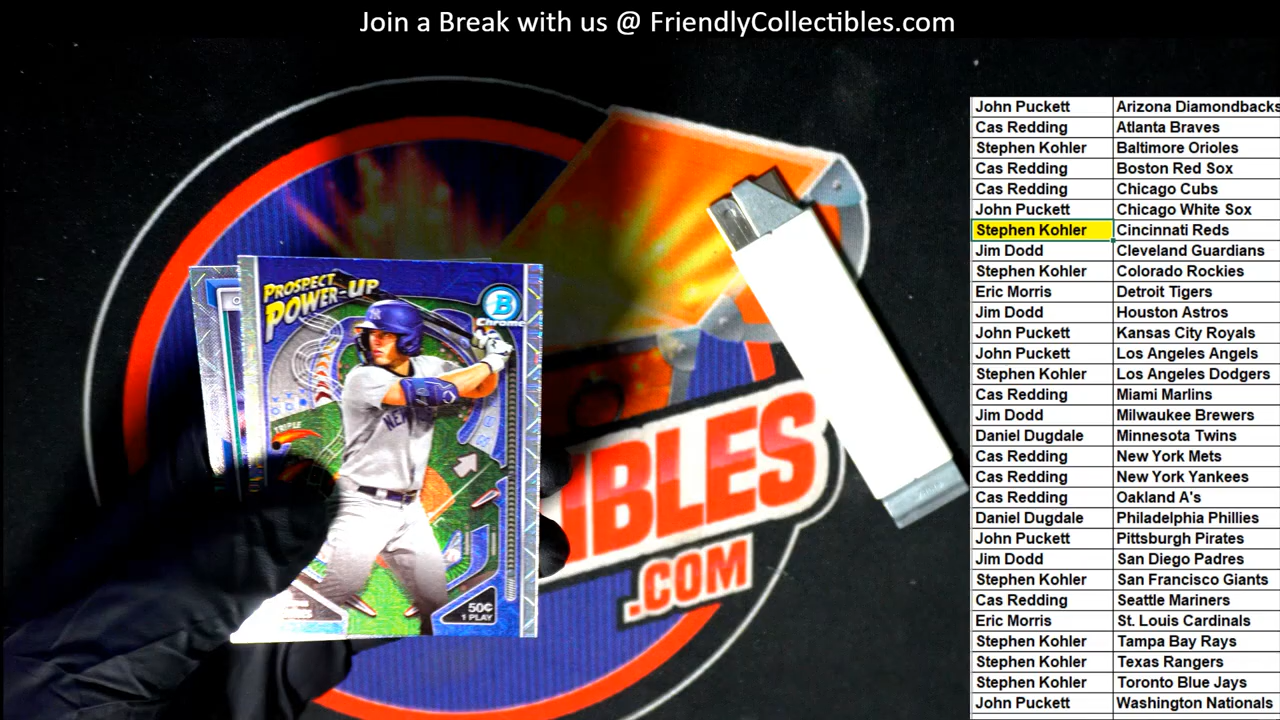 Join a Break with us @ FriendlyCollectibles.com
PROSPECT
POWER-UP
B
Chrome
TRIPLE
NEW
50¢
1 PLAY
IBLES
.COM
John Puckett Arizona Diamondbacks
Cas Redding Atlanta Braves
Stephen Kohler Baltimore Orioles
Cas Redding Boston Red Sox
Cas Redding Chicago Cubs
John Puckett Chicago White Sox
Stephen Kohler Cincinnati Reds
Jim Dodd Cleveland Guardians
Stephen Kohler Colorado Rockies
Eric Morris Detroit Tigers
Jim Dodd Houston Astros
John Puckett Kansas City Royals
John Puckett Los Angeles Angels
Stephen Kohler Los Angeles Dodgers
Cas Redding Miami Marlins
Jim Dodd Milwaukee Brewers
Daniel Dugdale Minnesota Twins
Cas Redding New York Mets
Cas Redding New York Yankees
Cas Redding Oakland A's
Daniel Dugdale Philadelphia Phillies
John Puckett Pittsburgh Pirates
Jim Dodd San Diego Padres
Stephen Kohler San Francisco Giants
Cas Redding Seattle Mariners
Eric Morris St. Louis Cardinals
Stephen Kohler Tampa Bay Rays
Stephen Kohler Texas Rangers
Stephen Kohler Toronto Blue Jays
John Puckett Washington Nationals